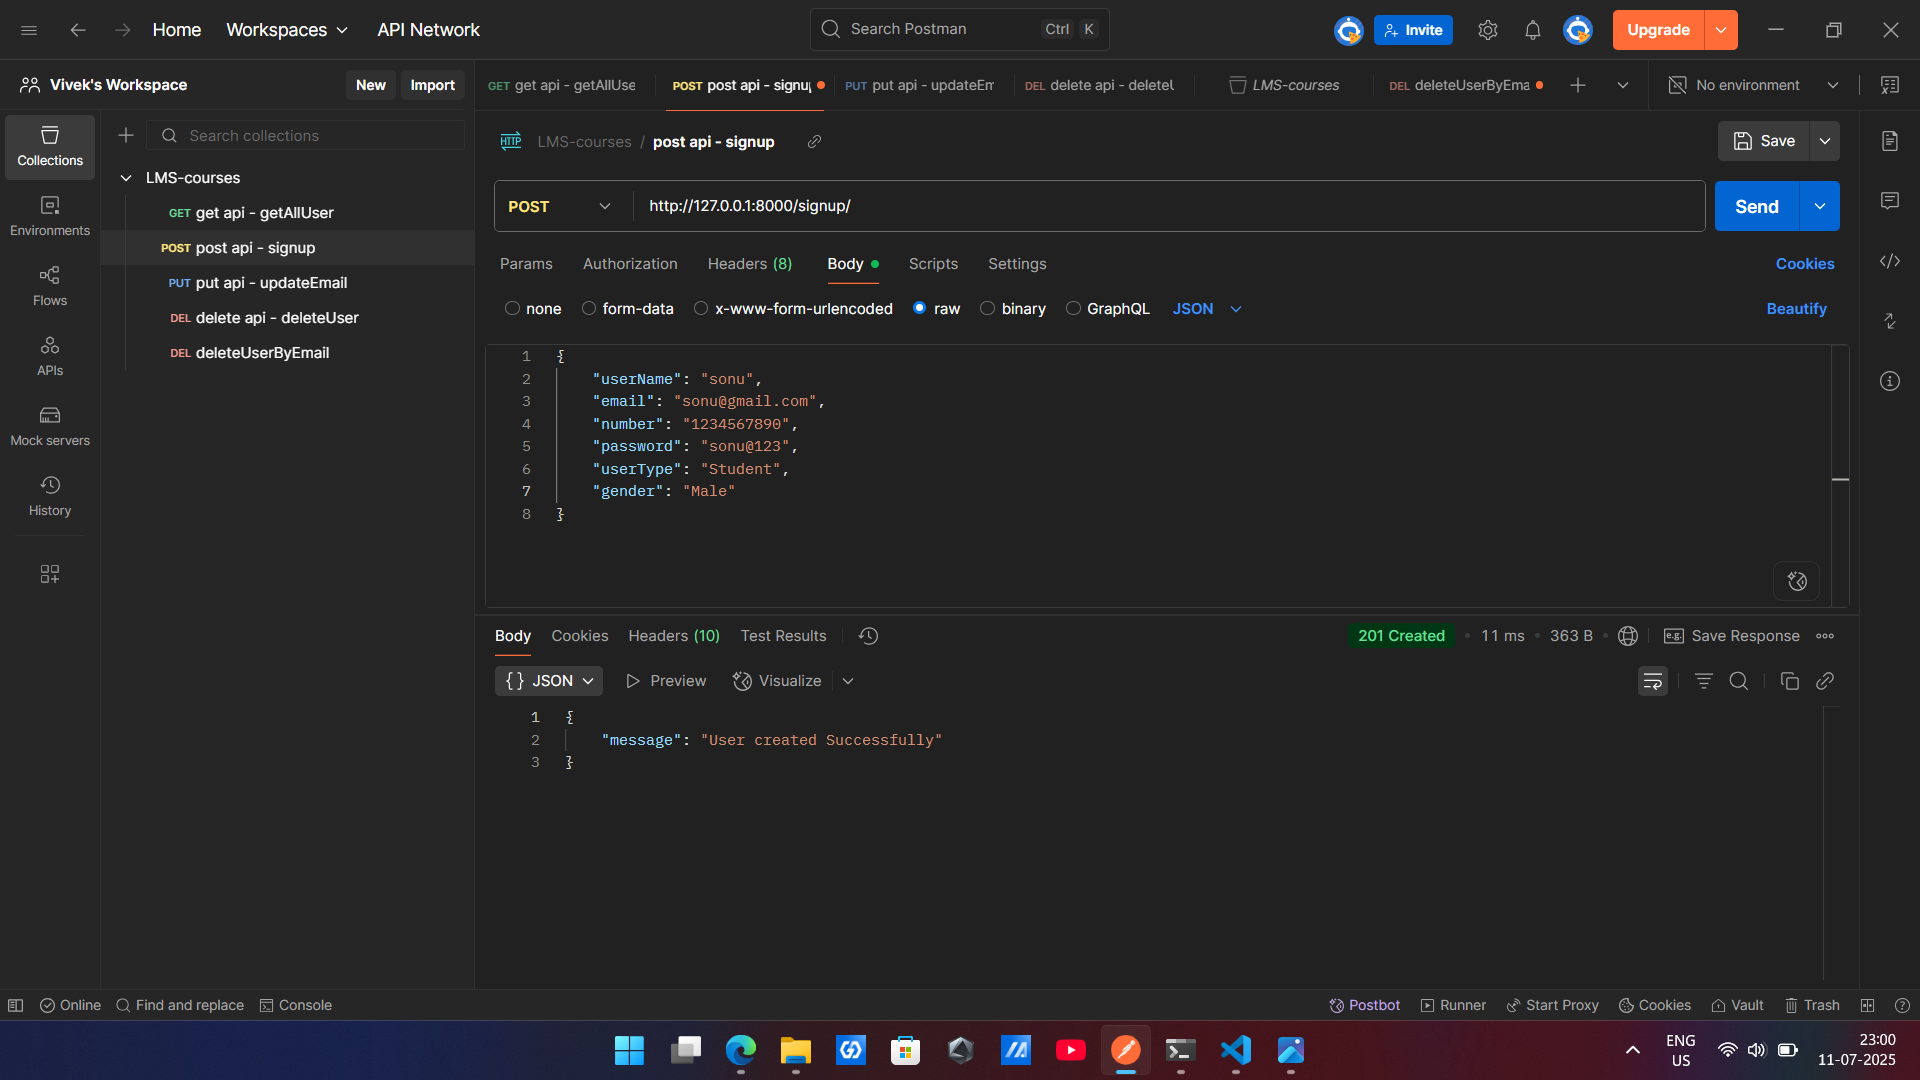 Home Workspaces API Network Search Postman Ctrl K Invite Upgrade
Vivek's Workspace New Import GET get api - getAllUse POST post api - signu PUT put api - updateEm DEL delete api - delete LMS-courses DEL deleteUserByEma No environment
Collections
Search collections
HTTP LMS-courses / post api - signup Save
LMS-courses
POST http://127.0.0.1:8000/signup/ Send
GET get api - getAllUser
Environments
POST post api - signup
Params Authorization Headers (8) Body Scripts Settings Cookies
PUT put api - updateEmail
Flows
none form-data x-www-form-urlencoded raw binary GraphQL JSON Beautify
DEL delete api - deleteUser
DEL deleteUserByEmail
APIs
Mock servers
History
1 {
2 "userName": "sonu",
3 "email": "sonu@gmail.com",
4 "number": "1234567890",
5 "password": "sonu@123",
6 "userType": "Student",
7 "gender": "Male"
8 }
Body Cookies Headers (10) Test Results 201 Created 11 ms 363 B e.g. Save Response
{} JSON Preview Visualize
1 {
2 "message": "User created Successfully"
3 }
Online Find and replace Console Postbot Runner Start Proxy Cookies Vault Trash
ENG
US
23:00
11-07-2025